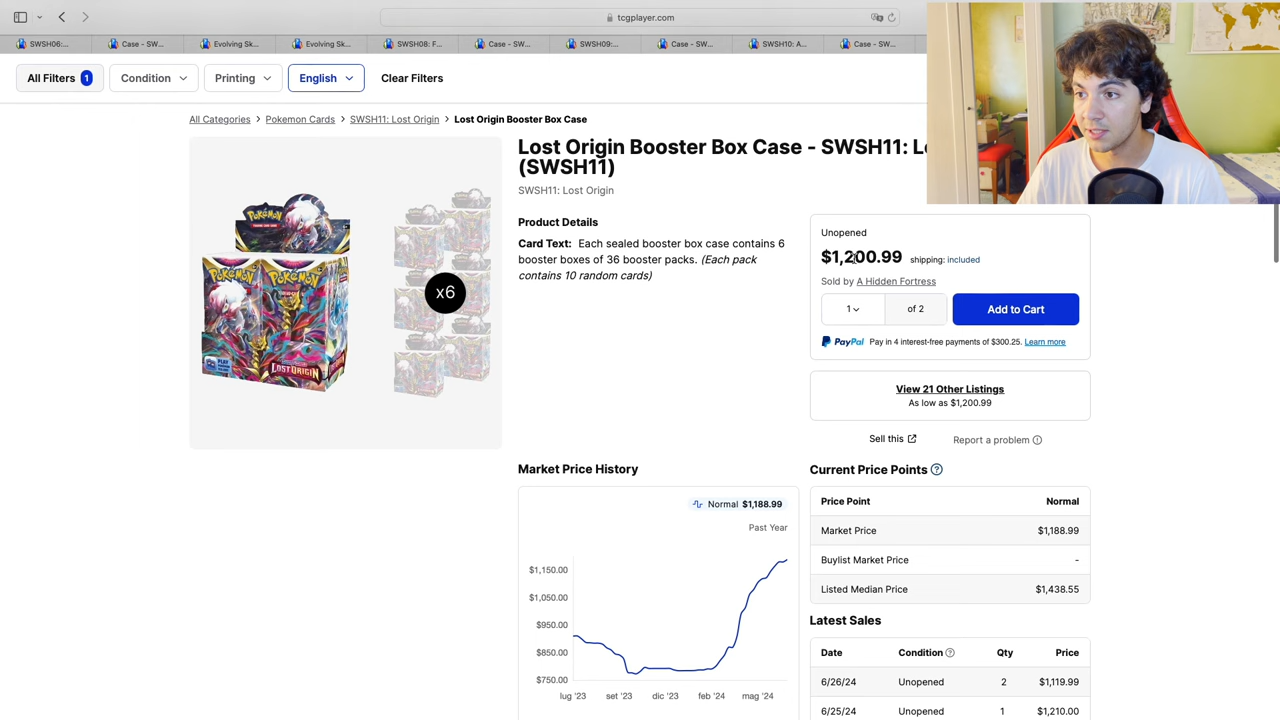 tcgplayer.com
SWSH06:...
Case - SW...
Evolving Sk...
Evolving Sk...
SWSH08: F...
Case - SW...
SWSH09:...
Case - SW...
SWSH10: A...
Case - SW...
All Filters 1
Condition
Printing
English
Clear Filters
All Categories > Pokemon Cards > SWSH11: Lost Origin > Lost Origin Booster Box Case
Lost Origin Booster Box Case - SWSH11: L
(SWSH11)
SWSH11: Lost Origin
Product Details
Card Text: Each sealed booster box case contains 6
booster boxes of 36 booster packs. (Each pack
contains 10 random cards)
POKÉMON
POKÉMON
POKÉMON
LOST ORIGIN
x6
Unopened
$1,200.99 shipping: included
Sold by A Hidden Fortress
1 of 2
Add to Cart
PayPal Pay in 4 interest-free payments of $300.25. Learn more
View 21 Other Listings
As low as $1,200.99
Sell this
Report a problem
Market Price History
Normal $1,188.99
Past Year
$1,150.00
$1,050.00
$950.00
$850.00
$750.00
lug '23 set '23 dic '23 feb '24 mag '24
Current Price Points ?
Price Point Normal
Market Price $1,188.99
Buylist Market Price -
Listed Median Price $1,438.55
Latest Sales
Date Condition ? Qty Price
6/26/24 Unopened 2 $1,119.99
6/25/24 Unopened 1 $1,210.00